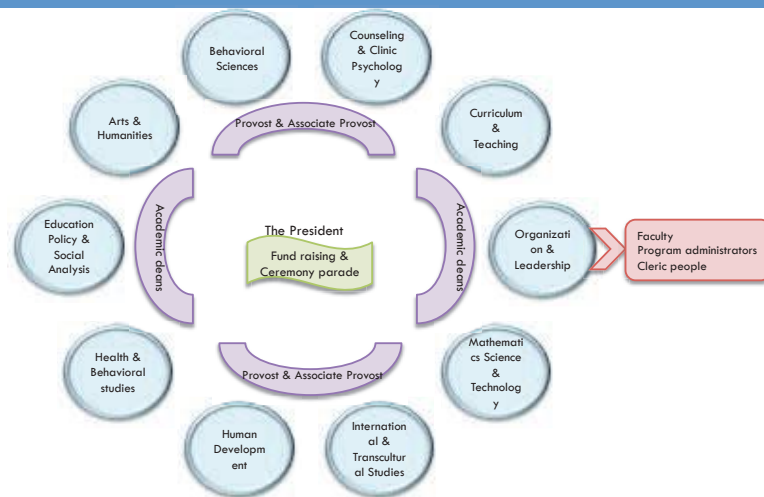 Behavioral
Sciences
Counseling
& Clinic
Psycholog
y
Arts &
Humanities
Provost & Associate Provost
Curriculum
&
Teaching
Education
Policy &
Social
Analysis
Academic deans
The President
Fund raising &
Ceremony parade
Academic deans
Organizati
on &
Leadership
Faculty
Program administrators
Cleric people
Health &
Behavioral
studies
Provost & Associate Provost
Mathemati
cs Science
&
Technolog
y
Human
Developm
ent
Internation
al &
Transcultur
al Studies